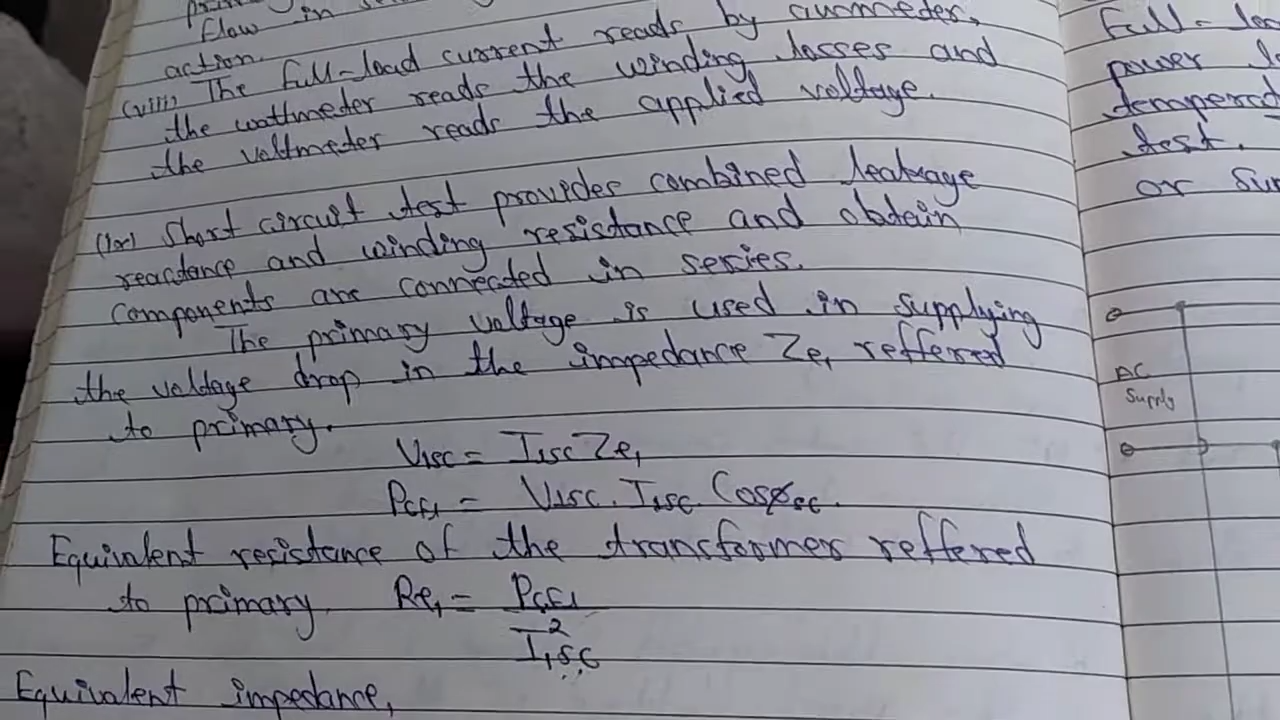 flow in
action.
(viii) The full-load current reads by ammeter,
the wattmeter reads the winding losses and
the voltmeter reads the applied voltage.
(ix) Short circuit test provides combined leakage
reactance and winding resistance and obtain
components are connected in series.
The primary voltage is used in supplying
the voltage drop in the impedance Ze₁ reffered
to primary.
V₁sc = I₁sc Ze₁
PcFl = V₁sc. I₁sc. Cosφsc.
Equivalent resistance of the transformer reffered
to primary. Re₁ = PcFl / I₁sc²
Equivalent impedance,
Full-
power
test.
or
AC
Supply